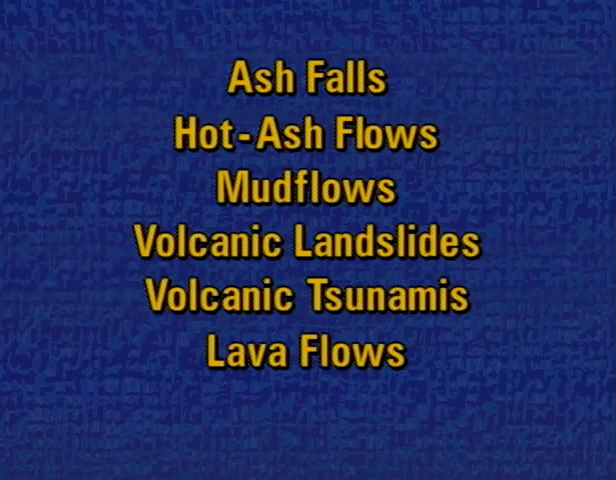 Ash Falls
Hot-Ash Flows
Mudflows
Volcanic Landslides
Volcanic Tsunamis
Lava Flows